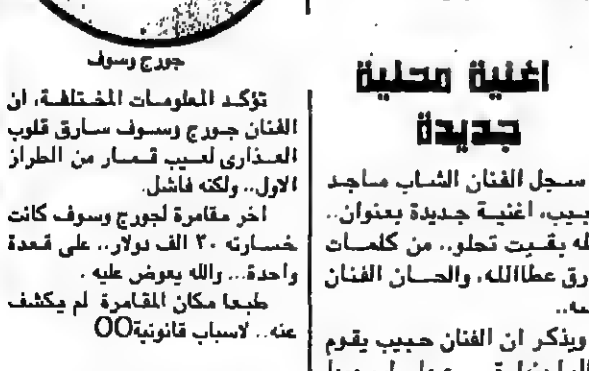 اغنية محلية
جديدة
سجل الفنان الشاب ماجد
اغنية جديدة بعنوان..
بقيت تحلو.. من كلمات
عطاالله، والحان الفنان
ويذكر ان الفنان حبيب يقوم
جورج وسوف
تؤكد المعلومات المختلفة، ان
الفنان جورج وسوف سارق قلوب
العذارى لعيب قمار من الطراز
الاول.. ولكنه فاشل.
اخر مقامرة لجورج وسوف كانت
خسارته ٣٠ الف دولار.. على قعدة
واحدة... والله يعوض عليه .
طبعا مكان المقامرة لم يكشف
عنه.. لاسباب قانونية OO